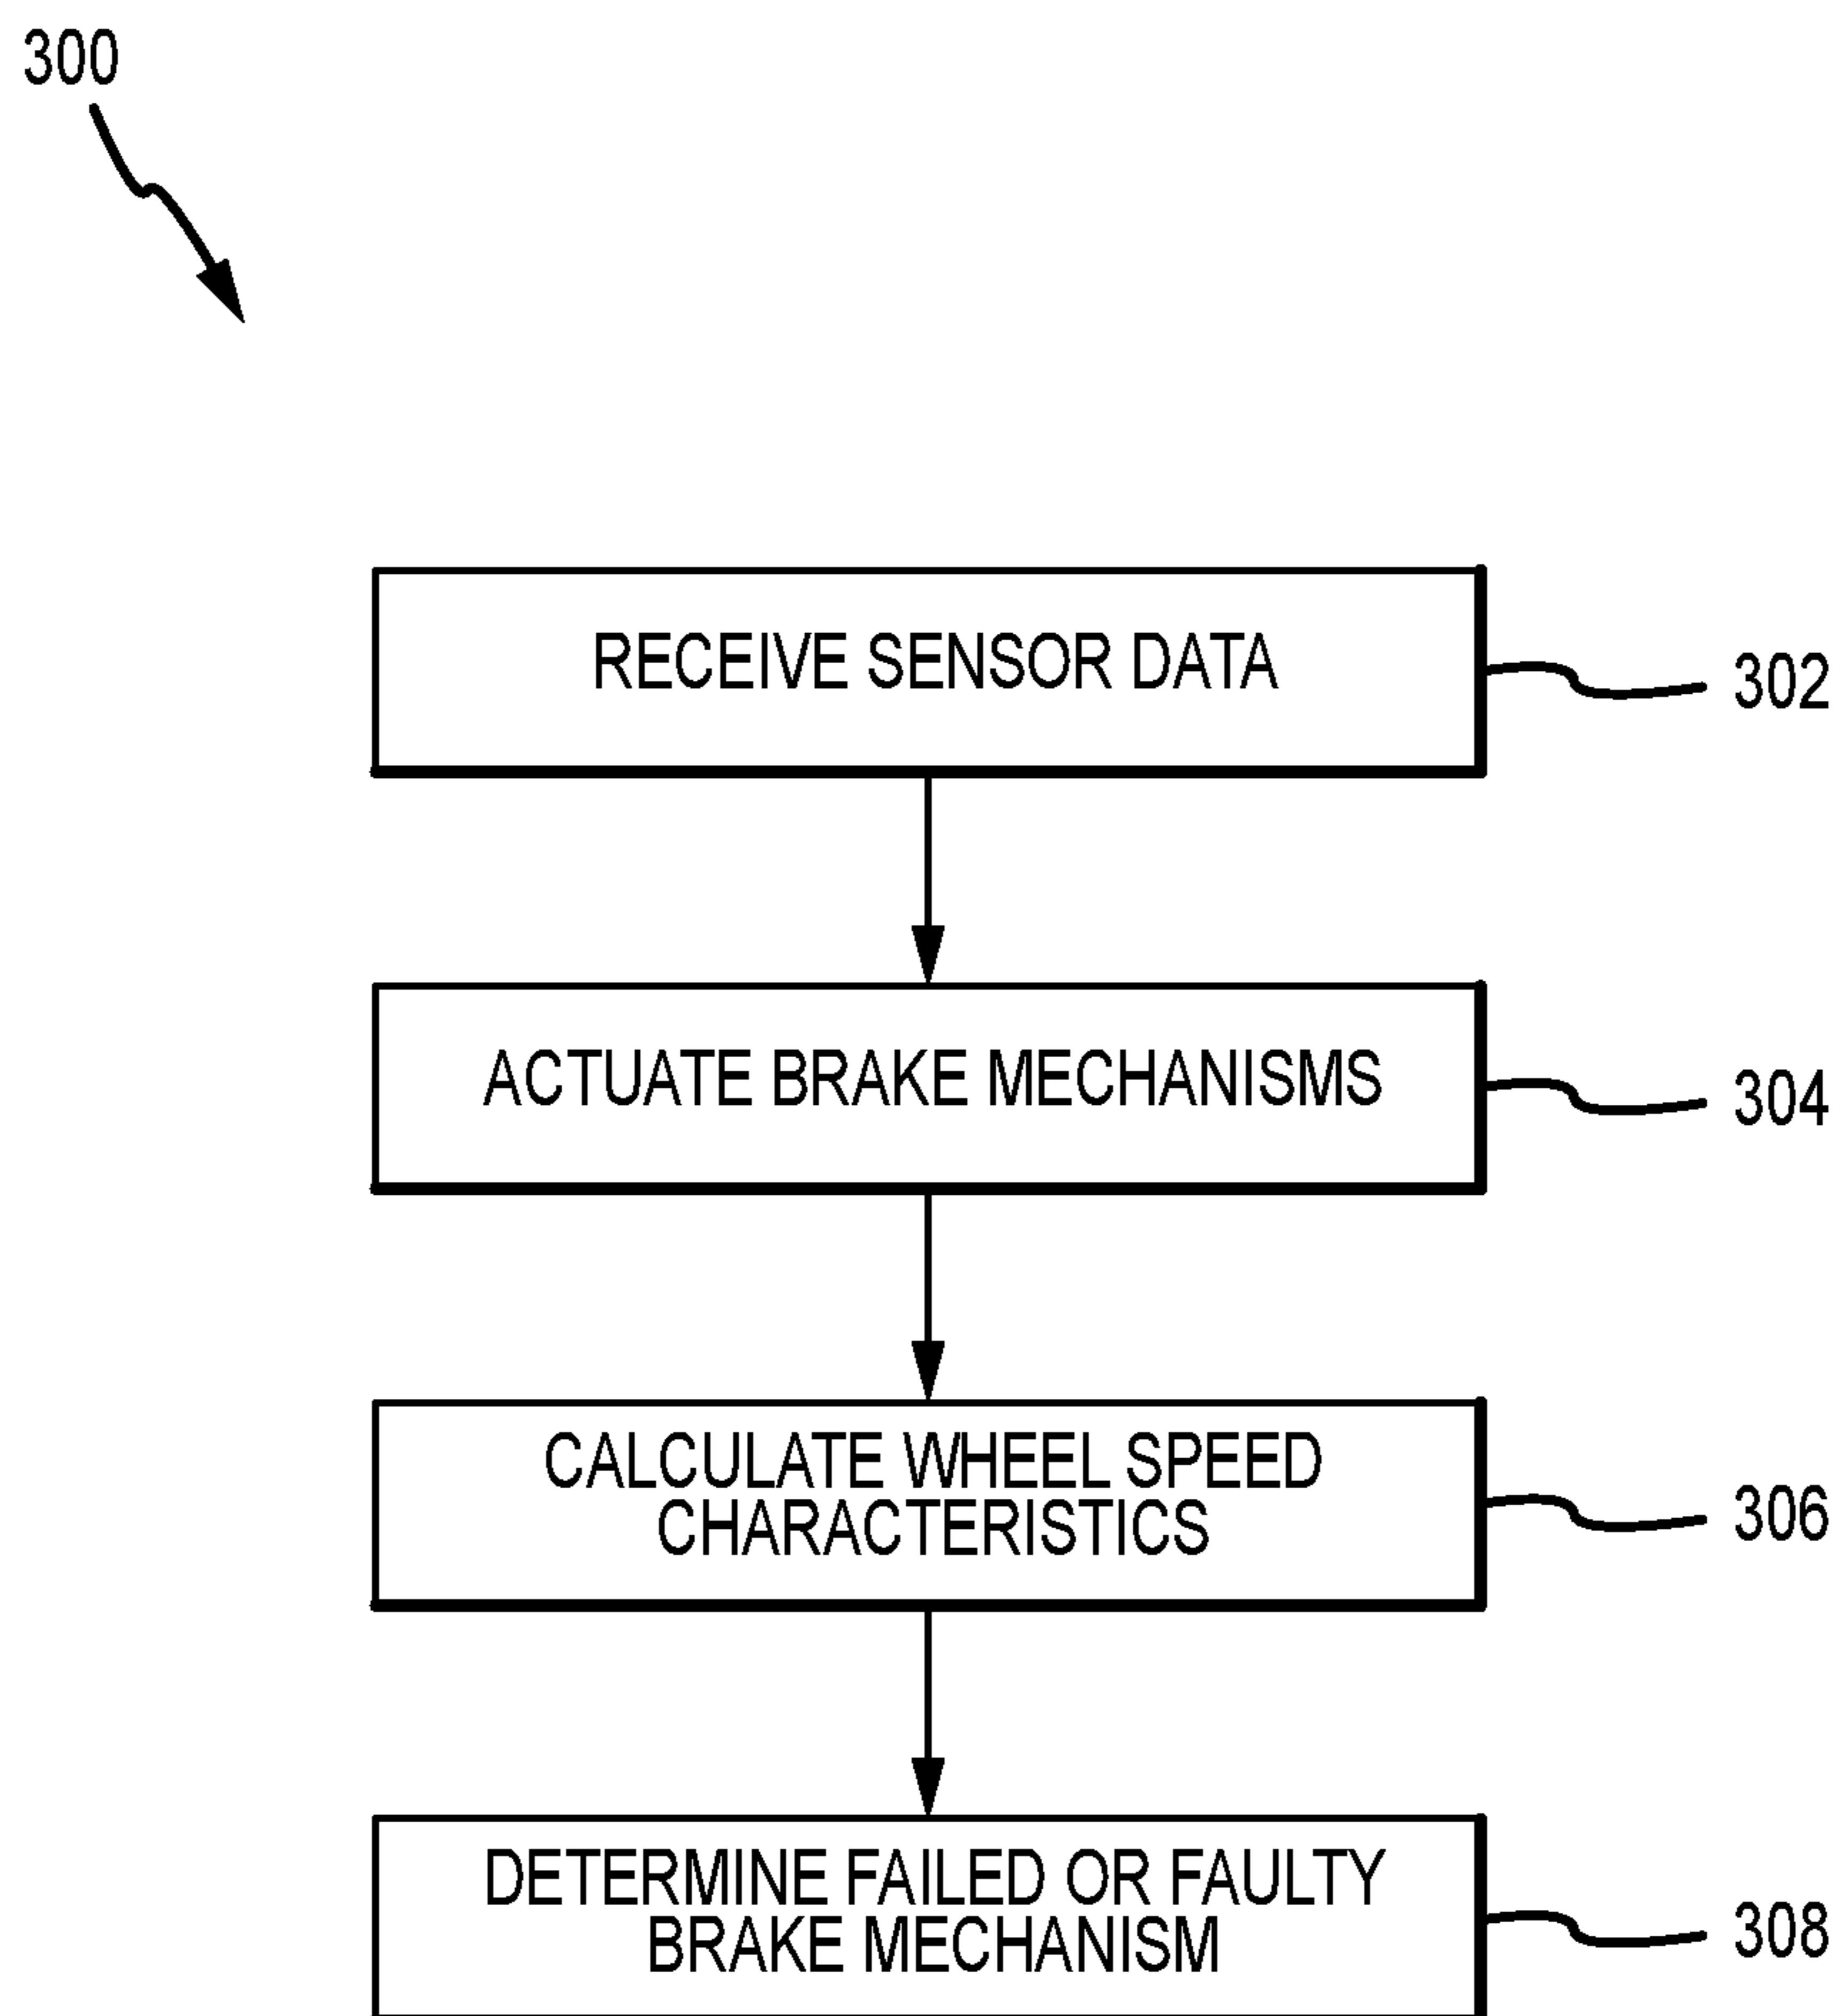 300
RECEIVE SENSOR DATA
302
ACTUATE BRAKE MECHANISMS
304
CALCULATE WHEEL SPEED
CHARACTERISTICS
306
DETERMINE FAILED OR FAULTY
BRAKE MECHANISM
308